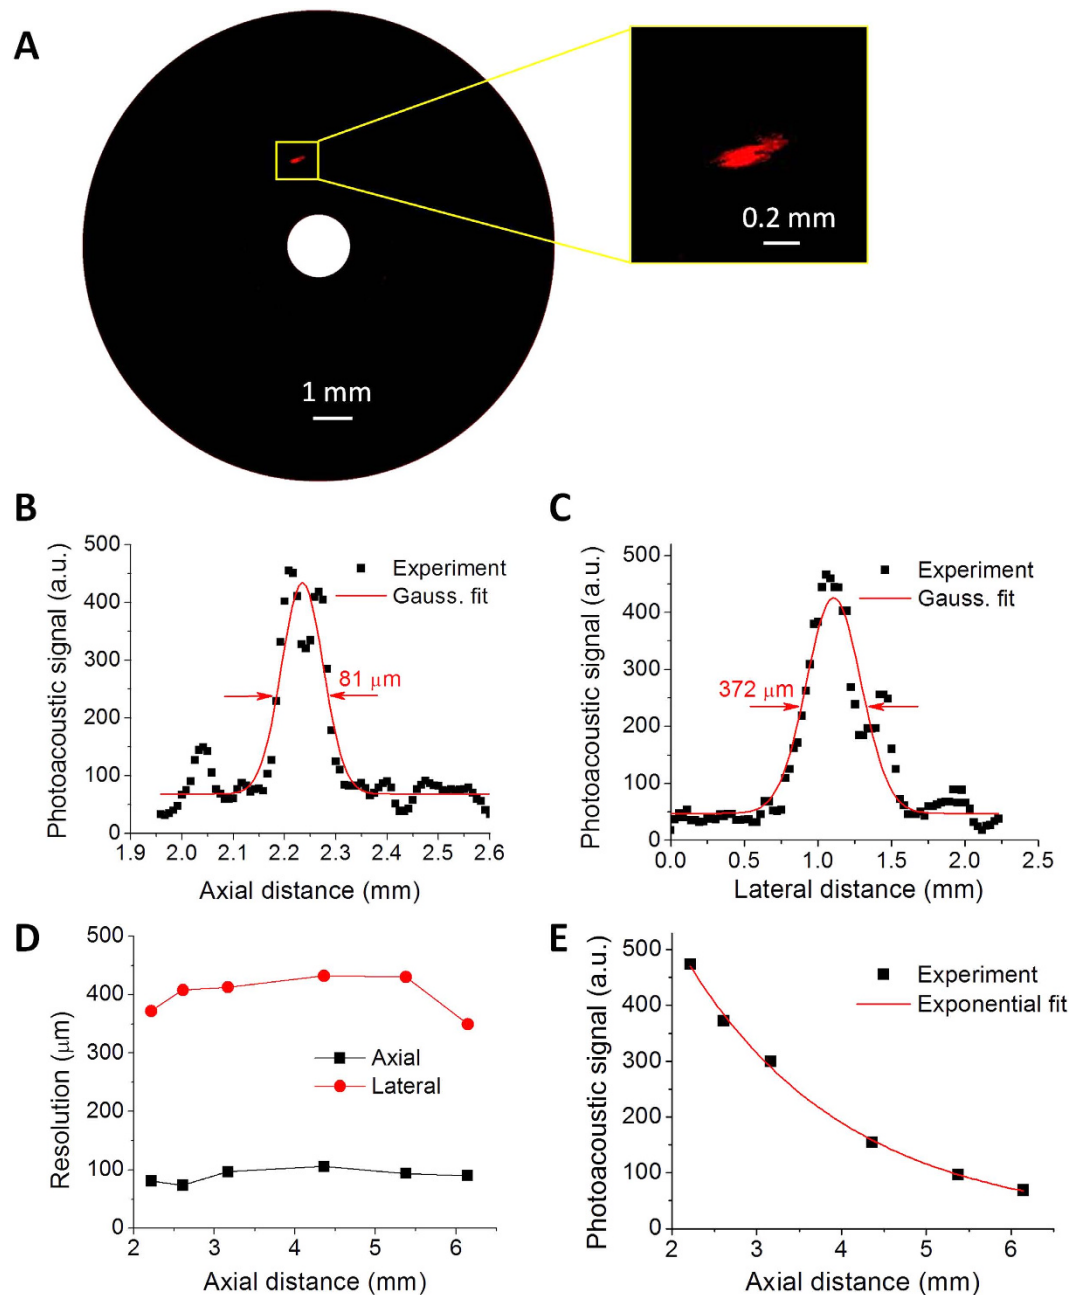 A
0.2 mm
1 mm
B
Photoacoustic signal (a.u.)
500
400
300
200
100
0
1.9 2.0 2.1 2.2 2.3 2.4 2.5 2.6
Axial distance (mm)
Experiment
Gauss. fit
81 μm
C
Photoacoustic signal (a.u.)
500
400
300
200
100
0
0.0 0.5 1.0 1.5 2.0 2.5
Lateral distance (mm)
Experiment
Gauss. fit
372 μm
D
Resolution (μm)
500
400
300
200
100
0
2 3 4 5 6
Axial distance (mm)
Axial
Lateral
E
Photoacoustic signal (a.u.)
500
400
300
200
100
0
2 3 4 5 6
Axial distance (mm)
Experiment
Exponential fit